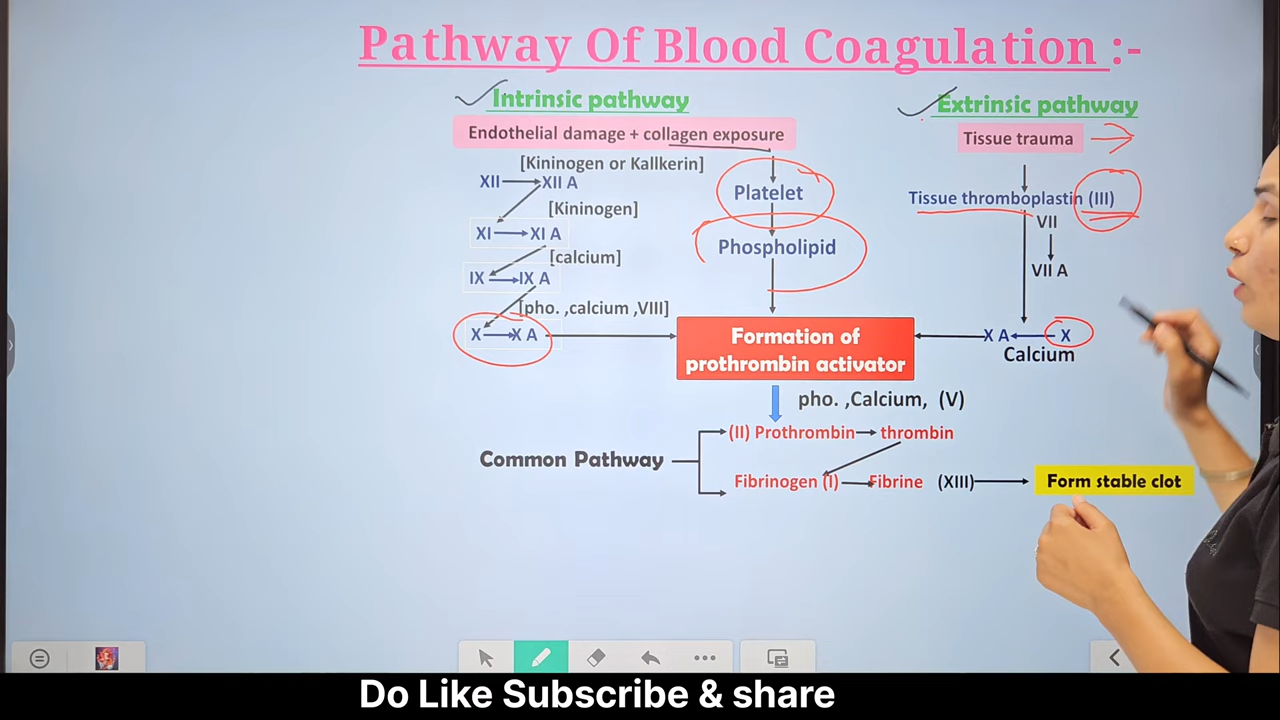 Pathway Of Blood Coagulation :-
Intrinsic pathway
Endothelial damage + collagen exposure
[Kininogen or Kallkerin]
XII XII A
[Kininogen]
XI XI A
[calcium]
IX IX A
[pho. ,calcium ,VIII]
X X A
Platelet
Phospholipid
Extrinsic pathway
Tissue trauma
Tissue thromboplastin (III)
VII
VII A
X A X
Calcium
Formation of
prothrombin activator
pho. ,Calcium, (V)
Common Pathway
(II) Prothrombin thrombin
Fibrinogen (I) Fibrine (XIII)
Form stable clot
Do Like Subscribe & share